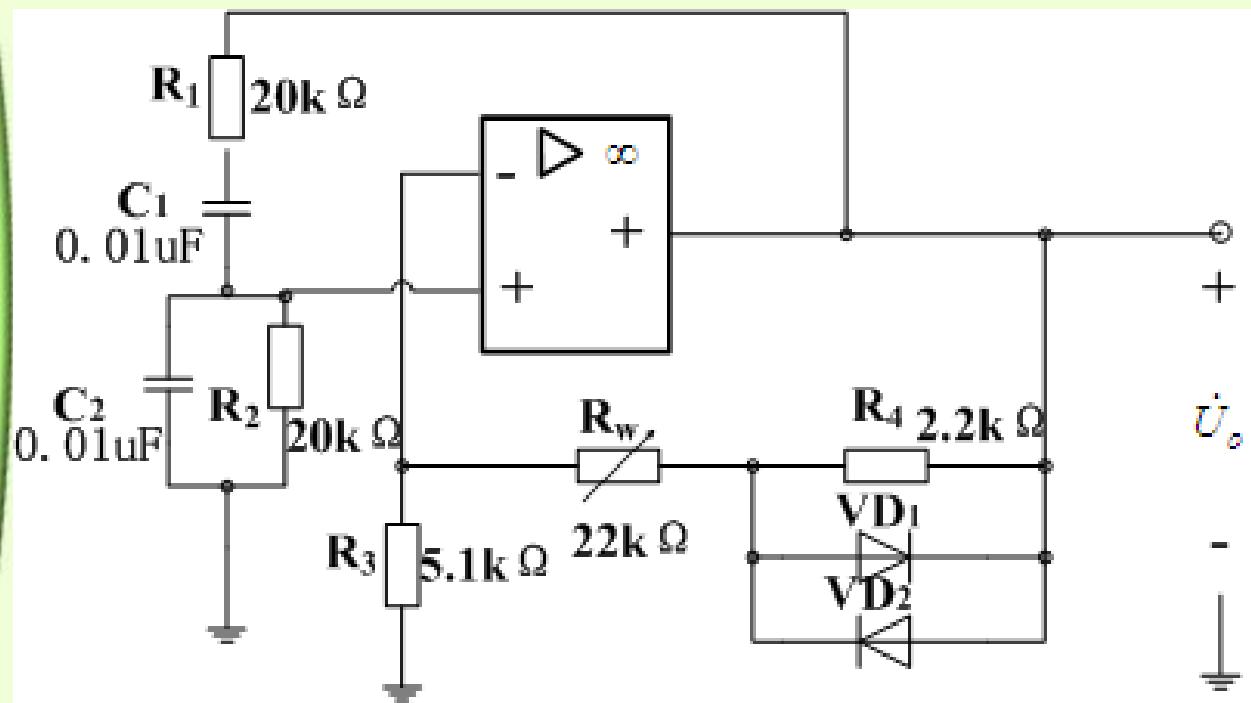 R1 20kΩ
C1
0.01uF
C2
0.01uF
R2
20kΩ
- ▷ ∞
+
+
Rw
22kΩ
R3 5.1kΩ
R4 2.2kΩ
VD1
VD2
+
U̇o
-